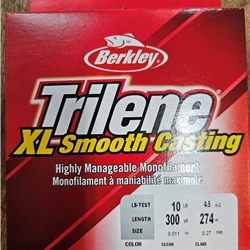 Berkley
Trilene
XL Smooth Casting
Highly Manageable Monofilament
Monofilament à maniabilité maximale
LB-TEST 10 LB 4.5 KG
LENGTH 300 yd 274 m
SIZE 0.011 in 0.27 mm
COLOR CLEAR CLAIR